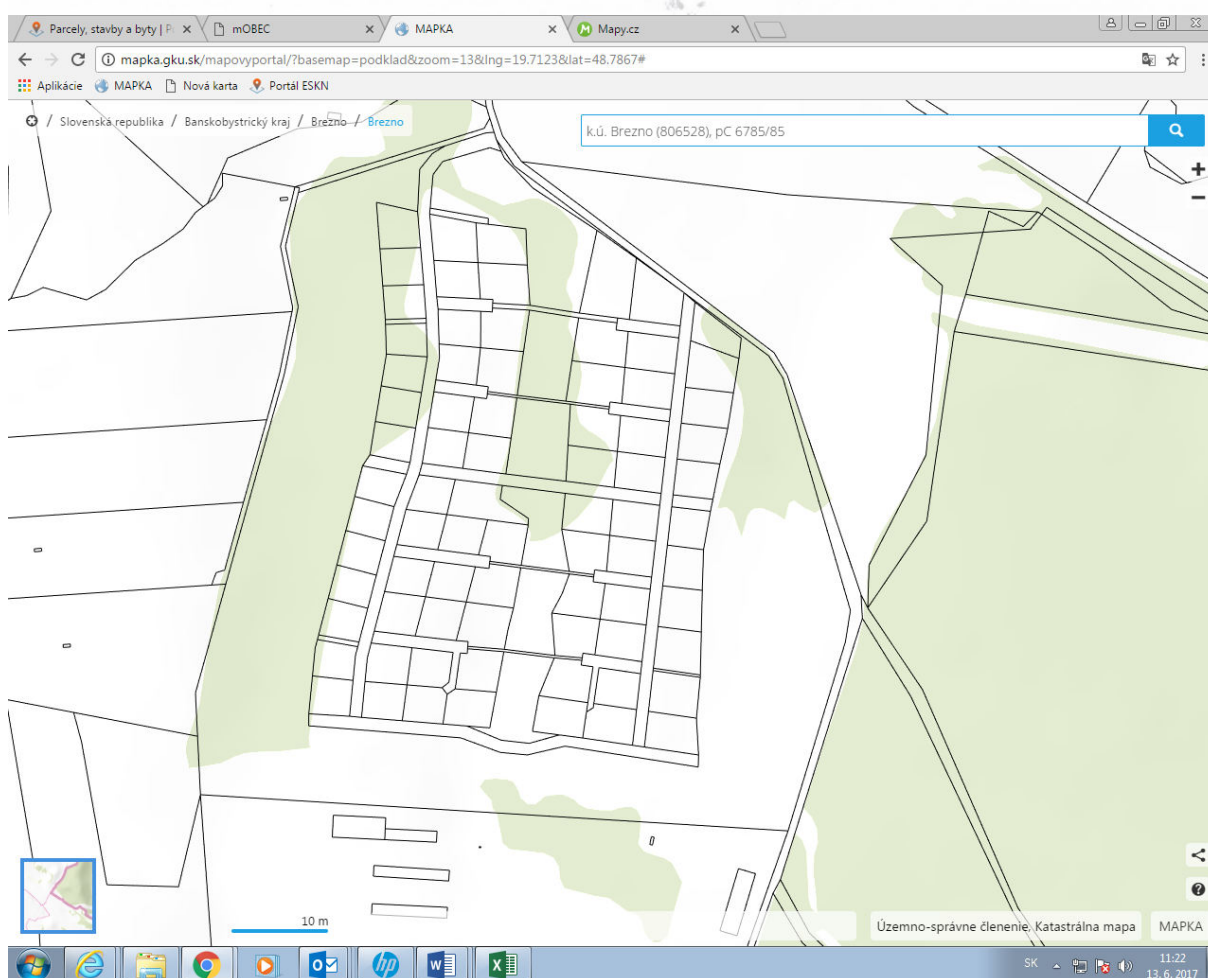 Parcely, stavby a byty | P
mOBEC
MAPKA
Mapy.cz
mapka.gku.sk/mapovyportal/?basemap=podklad&zoom=13&lng=19.7123&lat=48.7867#
Aplikácie MAPKA Nová karta Portál ESKN
/ Slovenská republika / Banskobystrický kraj / Brezno / Brezno
k.ú. Brezno (806528), pC 6785/85
10 m
Územno-správne členenie, Katastrálna mapa
MAPKA
SK
11:22
13. 6. 2017